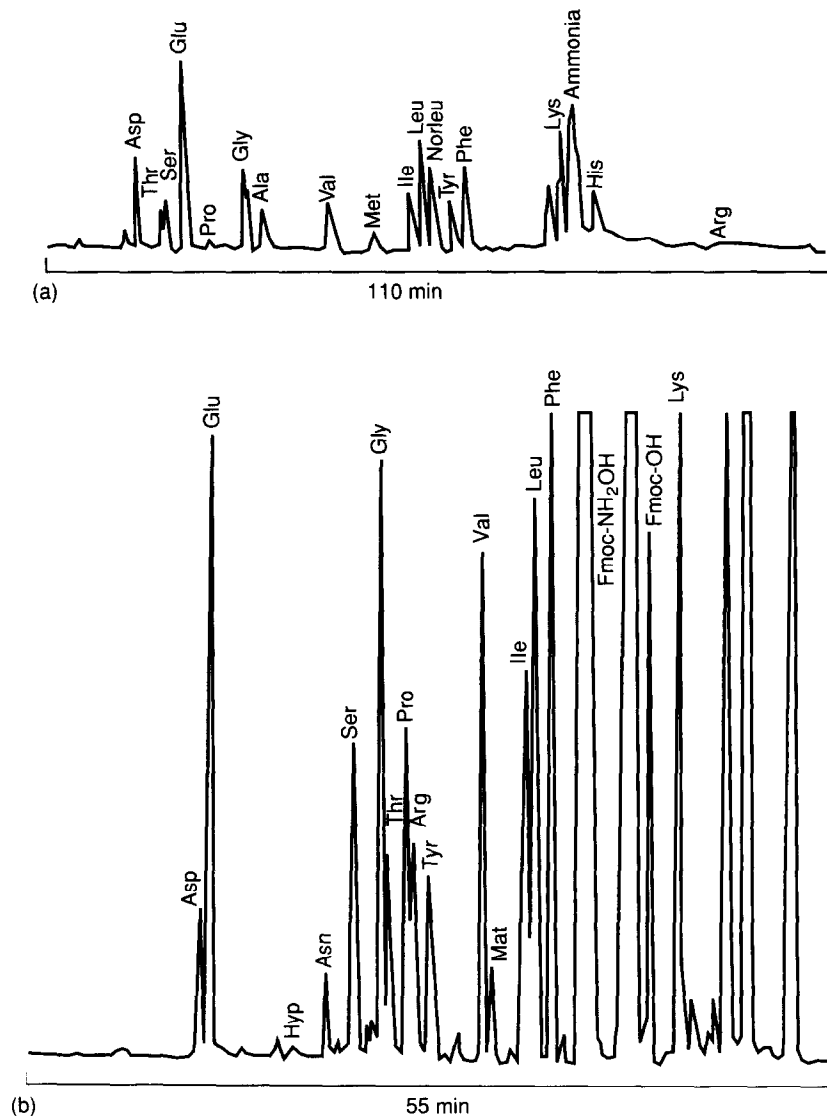 Asp
Thr
Ser
Glu
Pro
Gly
Ala
Val
Met
Ile
Leu
Norleu
Tyr
Phe
Lys
Ammonia
His
Arg
(a)
110 min
Asp
Glu
Hyp
Asn
Ser
Gly
Thr
Pro
Arg
Tyr
Val
Mat
Ile
Leu
Phe
Fmoc-NH₂OH
Fmoc-OH
Lys
(b)
55 min